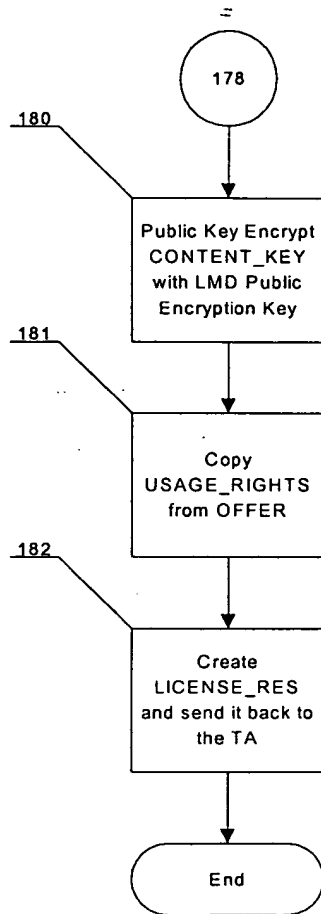 178
180
Public Key Encrypt
CONTENT_KEY
with LMD Public
Encryption Key
181
Copy
USAGE_RIGHTS
from OFFER
182
Create
LICENSE_RES
and send it back to
the TA
End